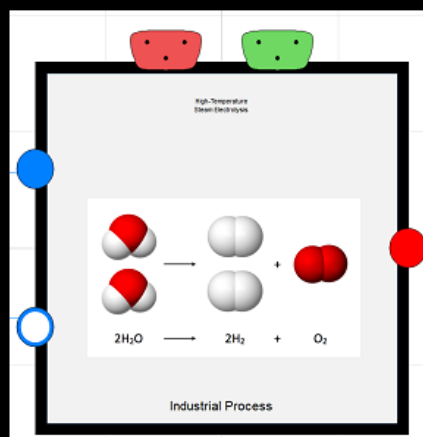 High-Temperature
Steam Electrolysis
+
2H₂O ⟶ 2H₂ + O₂
Industrial Process